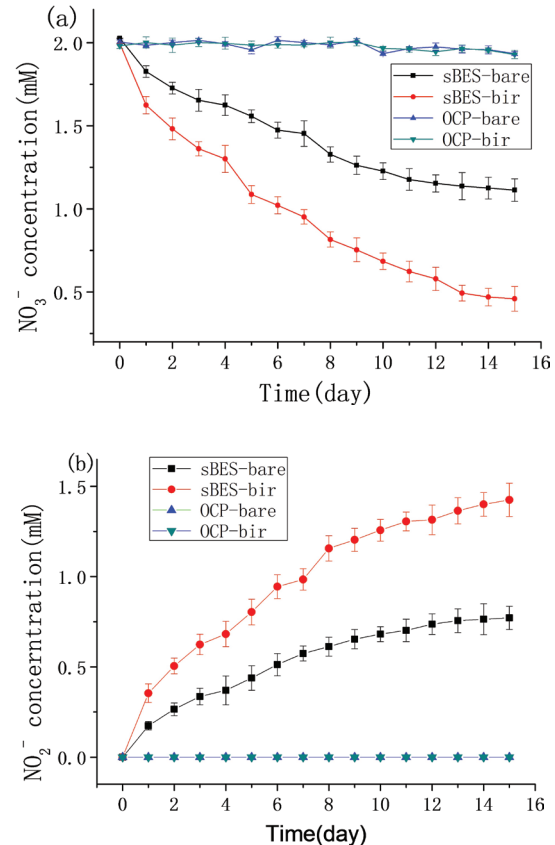 (a)
2.0
1.5
1.0
0.5
NO₃⁻ concentration(mM)
sBES-bare
sBES-bir
OCP-bare
OCP-bir
0 2 4 6 8 10 12 14 16
Time(day)
(b)
1.5
1.0
0.5
0.0
NO₂⁻ concerntration(mM)
sBES-bare
sBES-bir
OCP-bare
OCP-bir
0 2 4 6 8 10 12 14 16
Time(day)